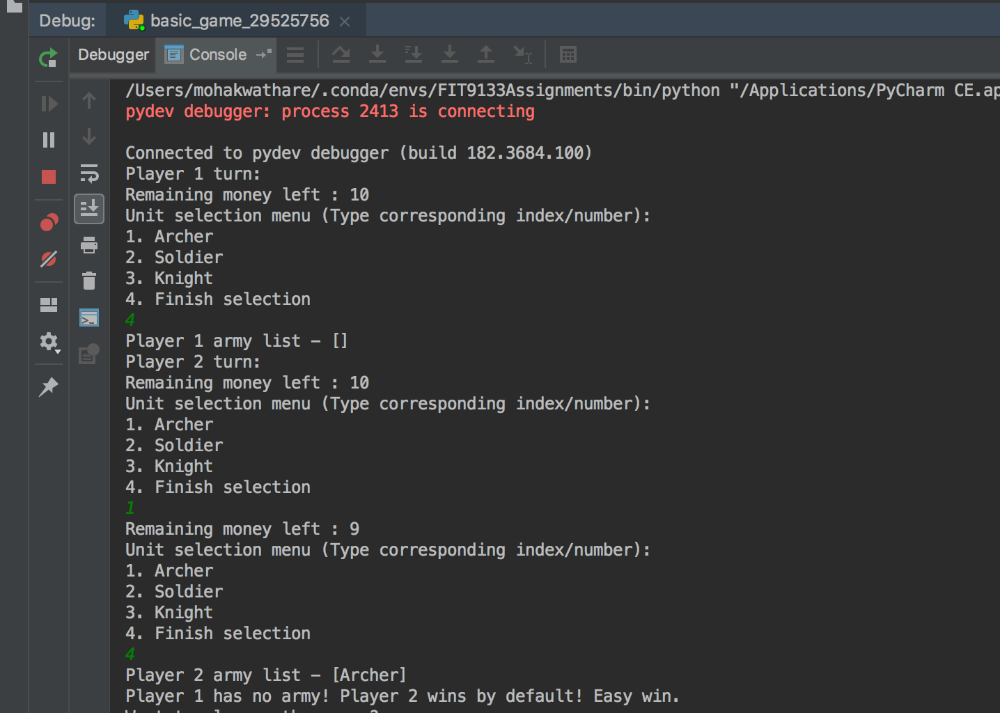 Debug: basic_game_29525756
Debugger Console
/Users/mohakwathare/.conda/envs/FIT9133Assignments/bin/python "/Applications/PyCharm CE.ap
pydev debugger: process 2413 is connecting
Connected to pydev debugger (build 182.3684.100)
Player 1 turn:
Remaining money left : 10
Unit selection menu (Type corresponding index/number):
1. Archer
2. Soldier
3. Knight
4. Finish selection
4
Player 1 army list – []
Player 2 turn:
Remaining money left : 10
Unit selection menu (Type corresponding index/number):
1. Archer
2. Soldier
3. Knight
4. Finish selection
1
Remaining money left : 9
Unit selection menu (Type corresponding index/number):
1. Archer
2. Soldier
3. Knight
4. Finish selection
4
Player 2 army list – [Archer]
Player 1 has no army! Player 2 wins by default! Easy win.